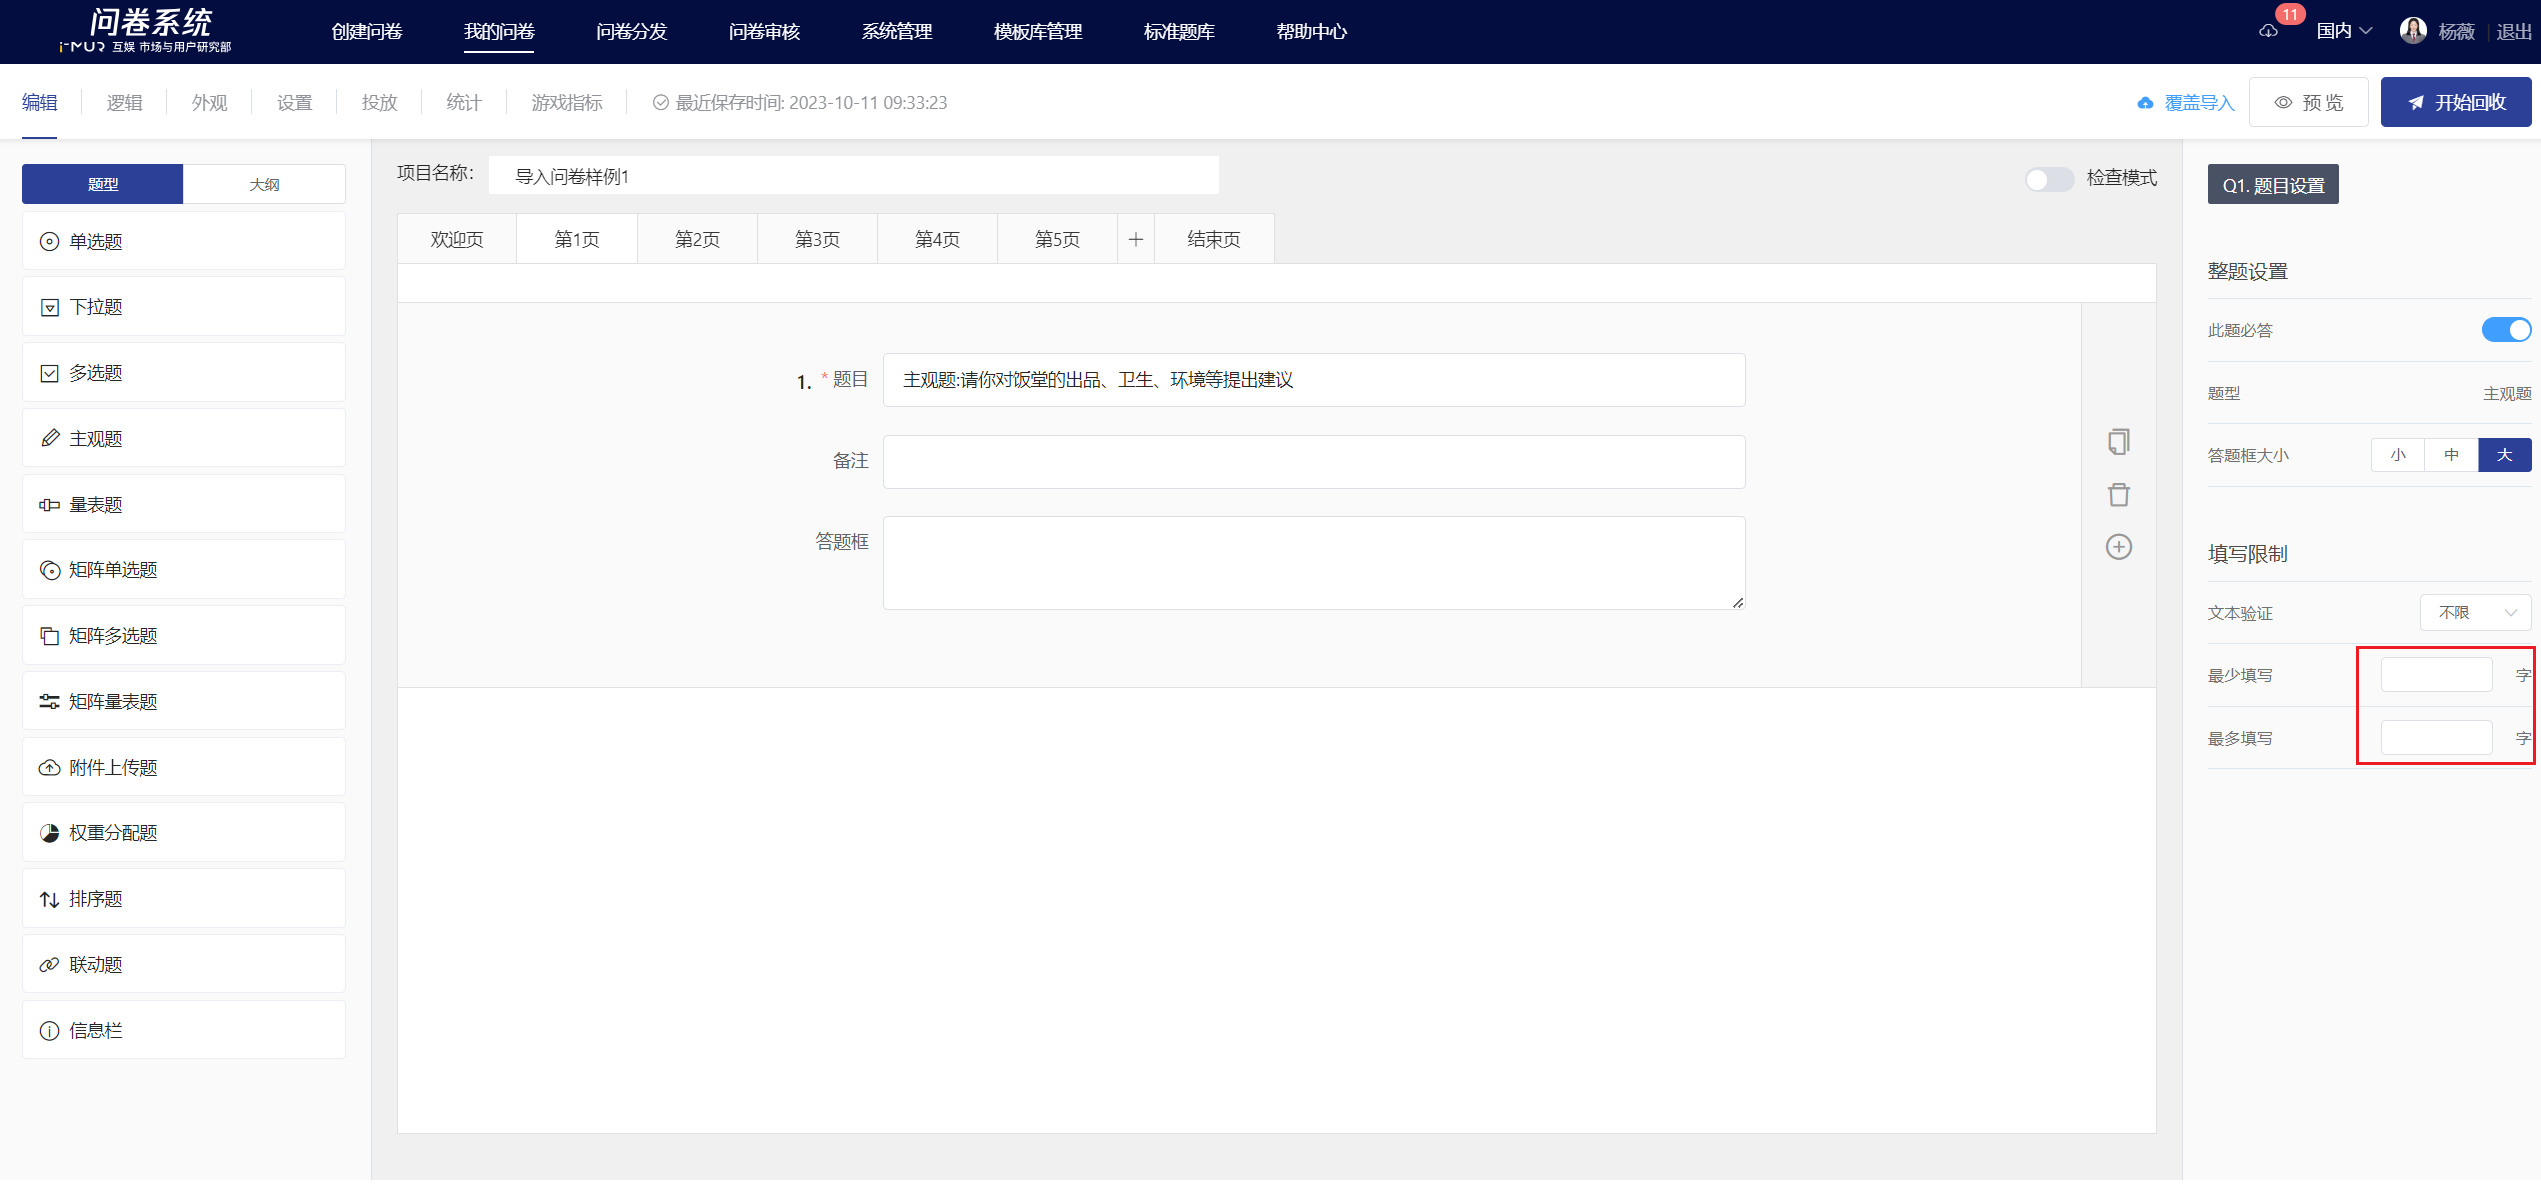 问卷系统
i-MUR 互娱 市场与用户研究部
创建问卷 我的问卷 问卷分发 问卷审核 系统管理 模板库管理 标准题库 帮助中心
11
国内 杨薇 退出
编辑 逻辑 外观 设置 投放 统计 游戏指标 最近保存时间: 2023-10-11 09:33:23
覆盖导入 预 览 开始回收
题型 大纲
单选题
下拉题
多选题
主观题
量表题
矩阵单选题
矩阵多选题
矩阵量表题
附件上传题
权重分配题
排序题
联动题
信息栏
项目名称: 导入问卷样例1
检查模式
欢迎页 第1页 第2页 第3页 第4页 第5页 结束页
1. * 题目 主观题:请你对饭堂的出品、卫生、环境等提出建议
备注
答题框
Q1. 题目设置
整题设置
此题必答
题型 主观题
答题框大小 小 中 大
填写限制
文本验证 不限
最少填写 字
最多填写 字